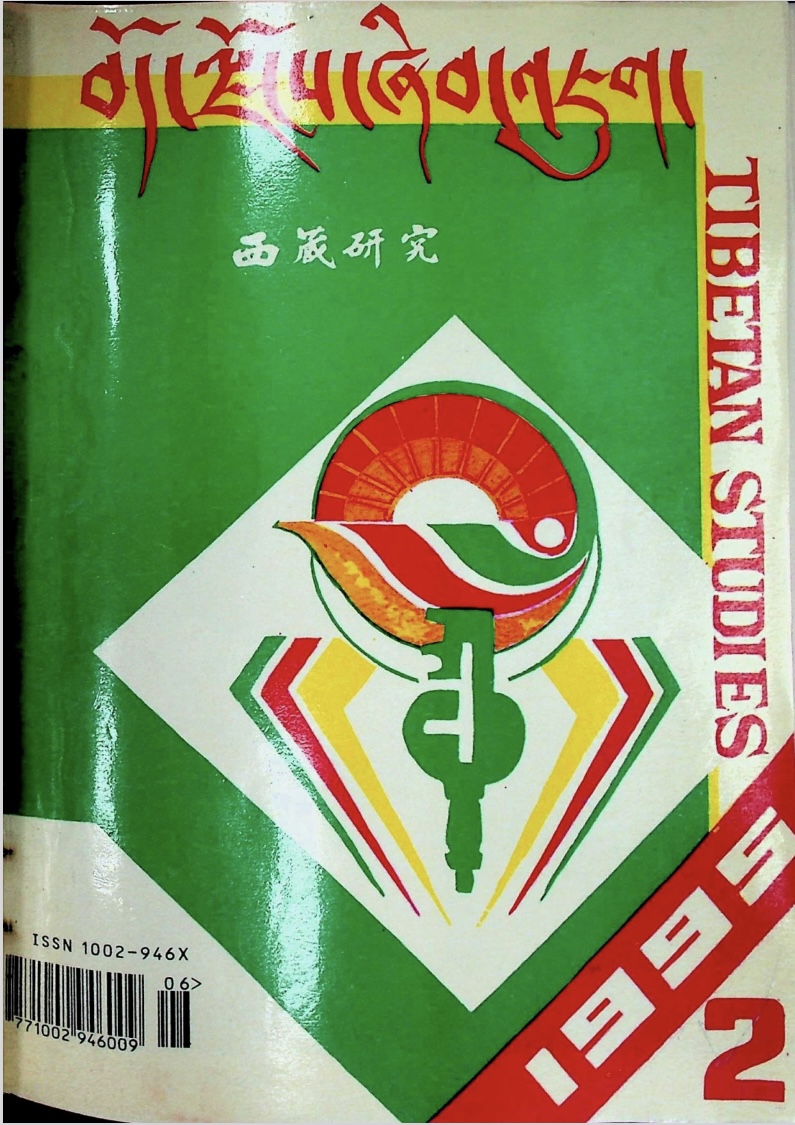 བོད་ལྗོངས་ཞིབ་འཇུག
西藏研究
TIBETAN STUDIES
ISSN 1002-946X
06>
771002 946009
1995
2